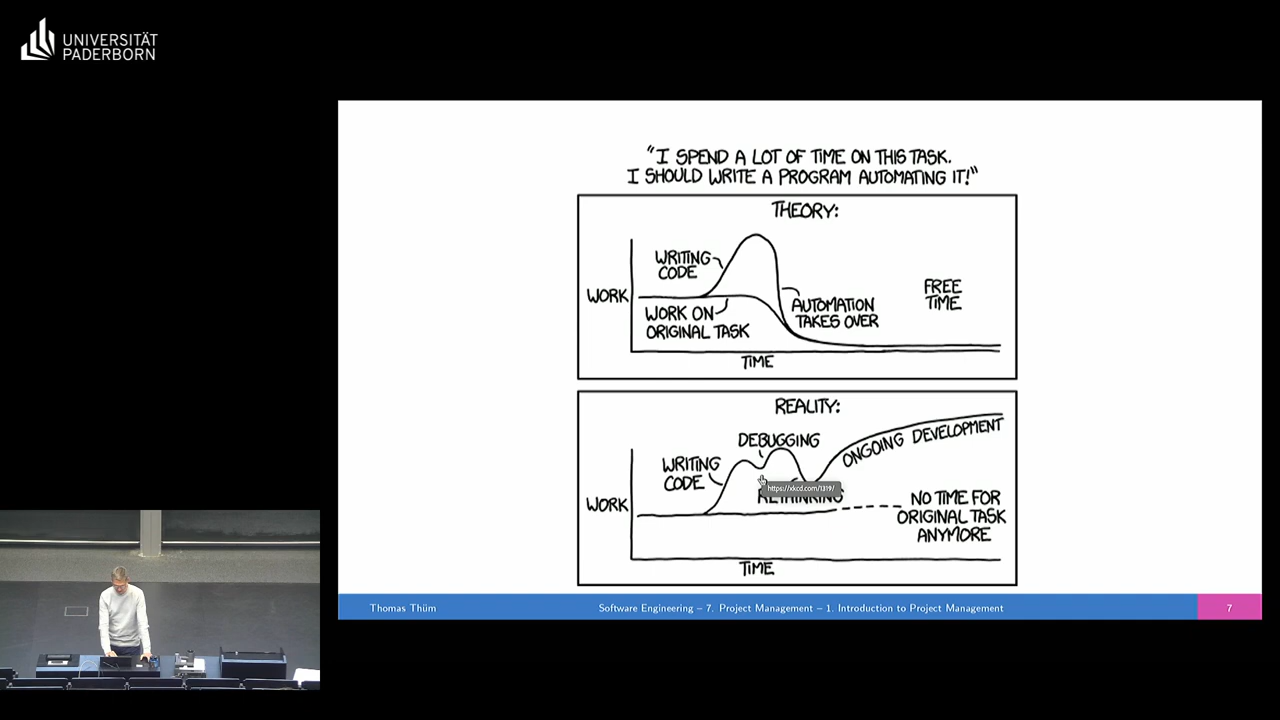 UNIVERSITÄT
PADERBORN
"I SPEND A LOT OF TIME ON THIS TASK.
I SHOULD WRITE A PROGRAM AUTOMATING IT!"
THEORY:
WRITING
CODE
WORK
WORK ON
ORIGINAL TASK
AUTOMATION
TAKES OVER
FREE
TIME
TIME
REALITY:
DEBUGGING
WRITING
CODE
ONGOING DEVELOPMENT
https://xkcd.com/1319/
RETHINKING
WORK
NO TIME FOR
ORIGINAL TASK
ANYMORE
TIME
Thomas Thüm
Software Engineering – 7. Project Management – 1. Introduction to Project Management
7